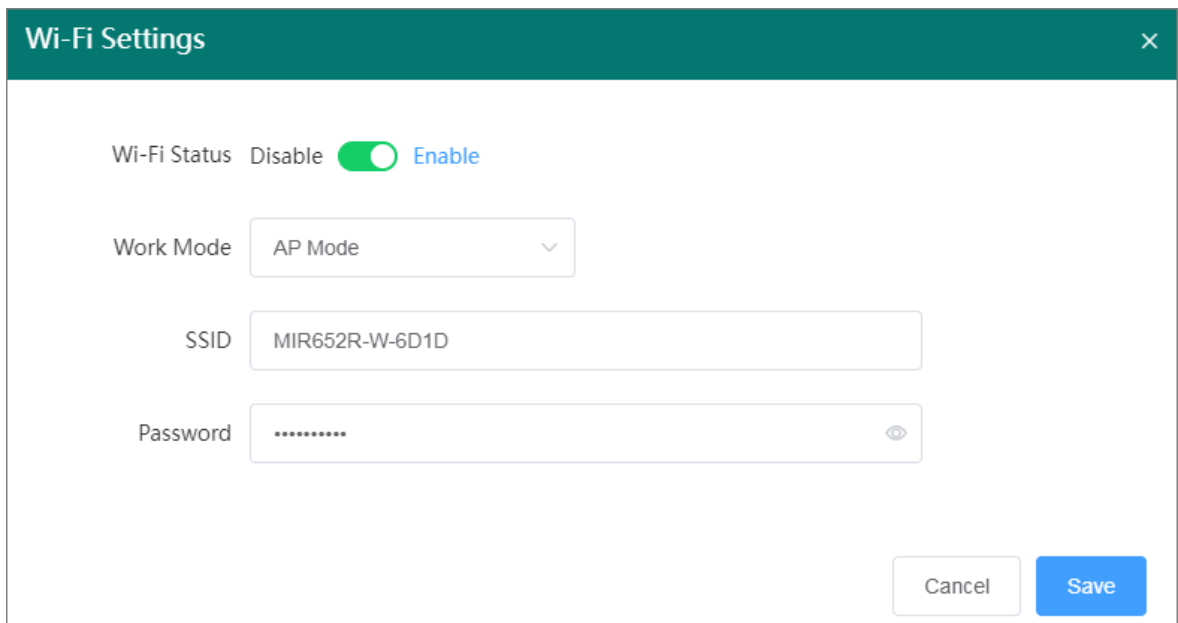 Wi-Fi Settings
Wi-Fi Status Disable Enable
Work Mode AP Mode
SSID MIR652R-W-6D1D
Password ••••••••••
Cancel Save